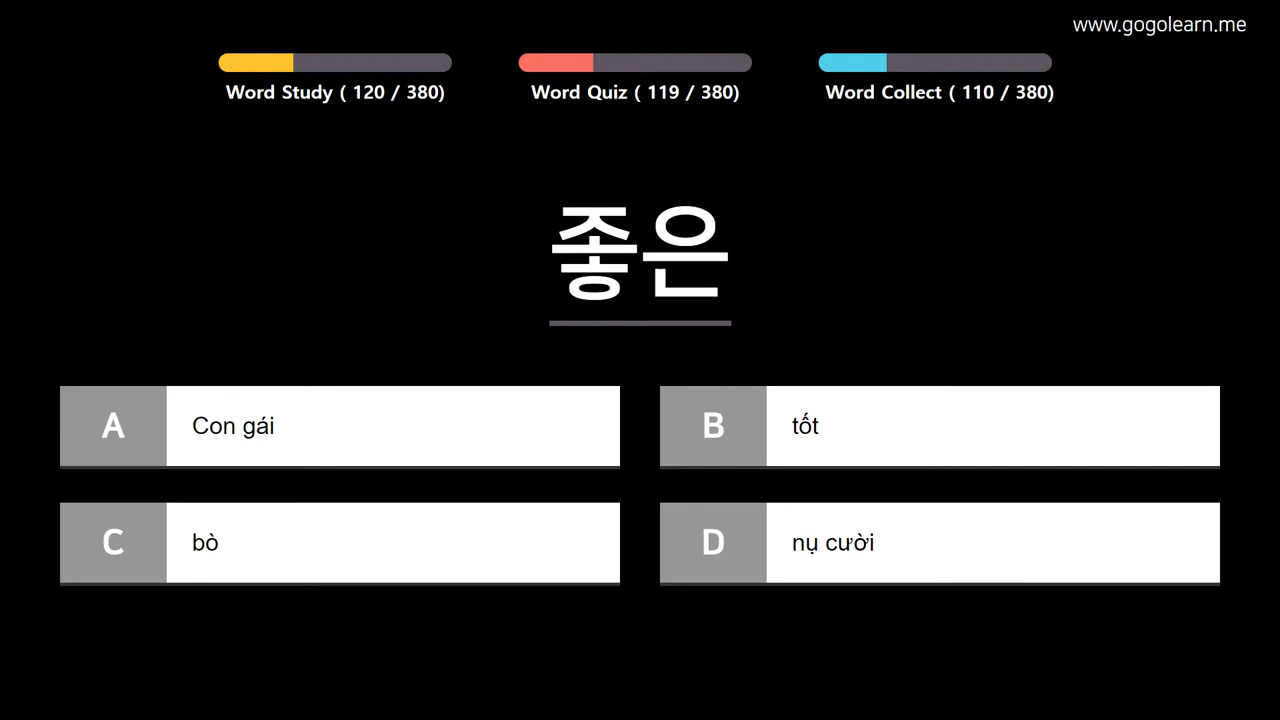 www.gogolearn.me
Word Study ( 120 / 380)
Word Quiz ( 119 / 380)
Word Collect ( 110 / 380)
좋은
A Con gái
B tốt
C bò
D nụ cười